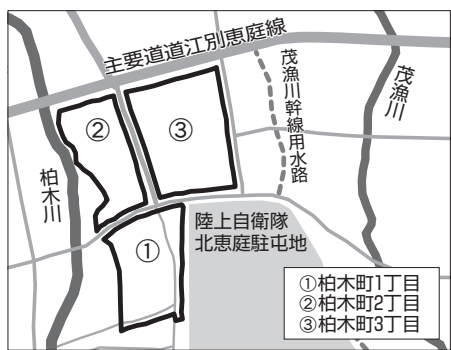 主要道道江別恵庭線
茂漁川幹線用水路
茂漁川
柏木川
②
③
①
陸上自衛隊
北恵庭駐屯地
①柏木町1丁目
②柏木町2丁目
③柏木町3丁目